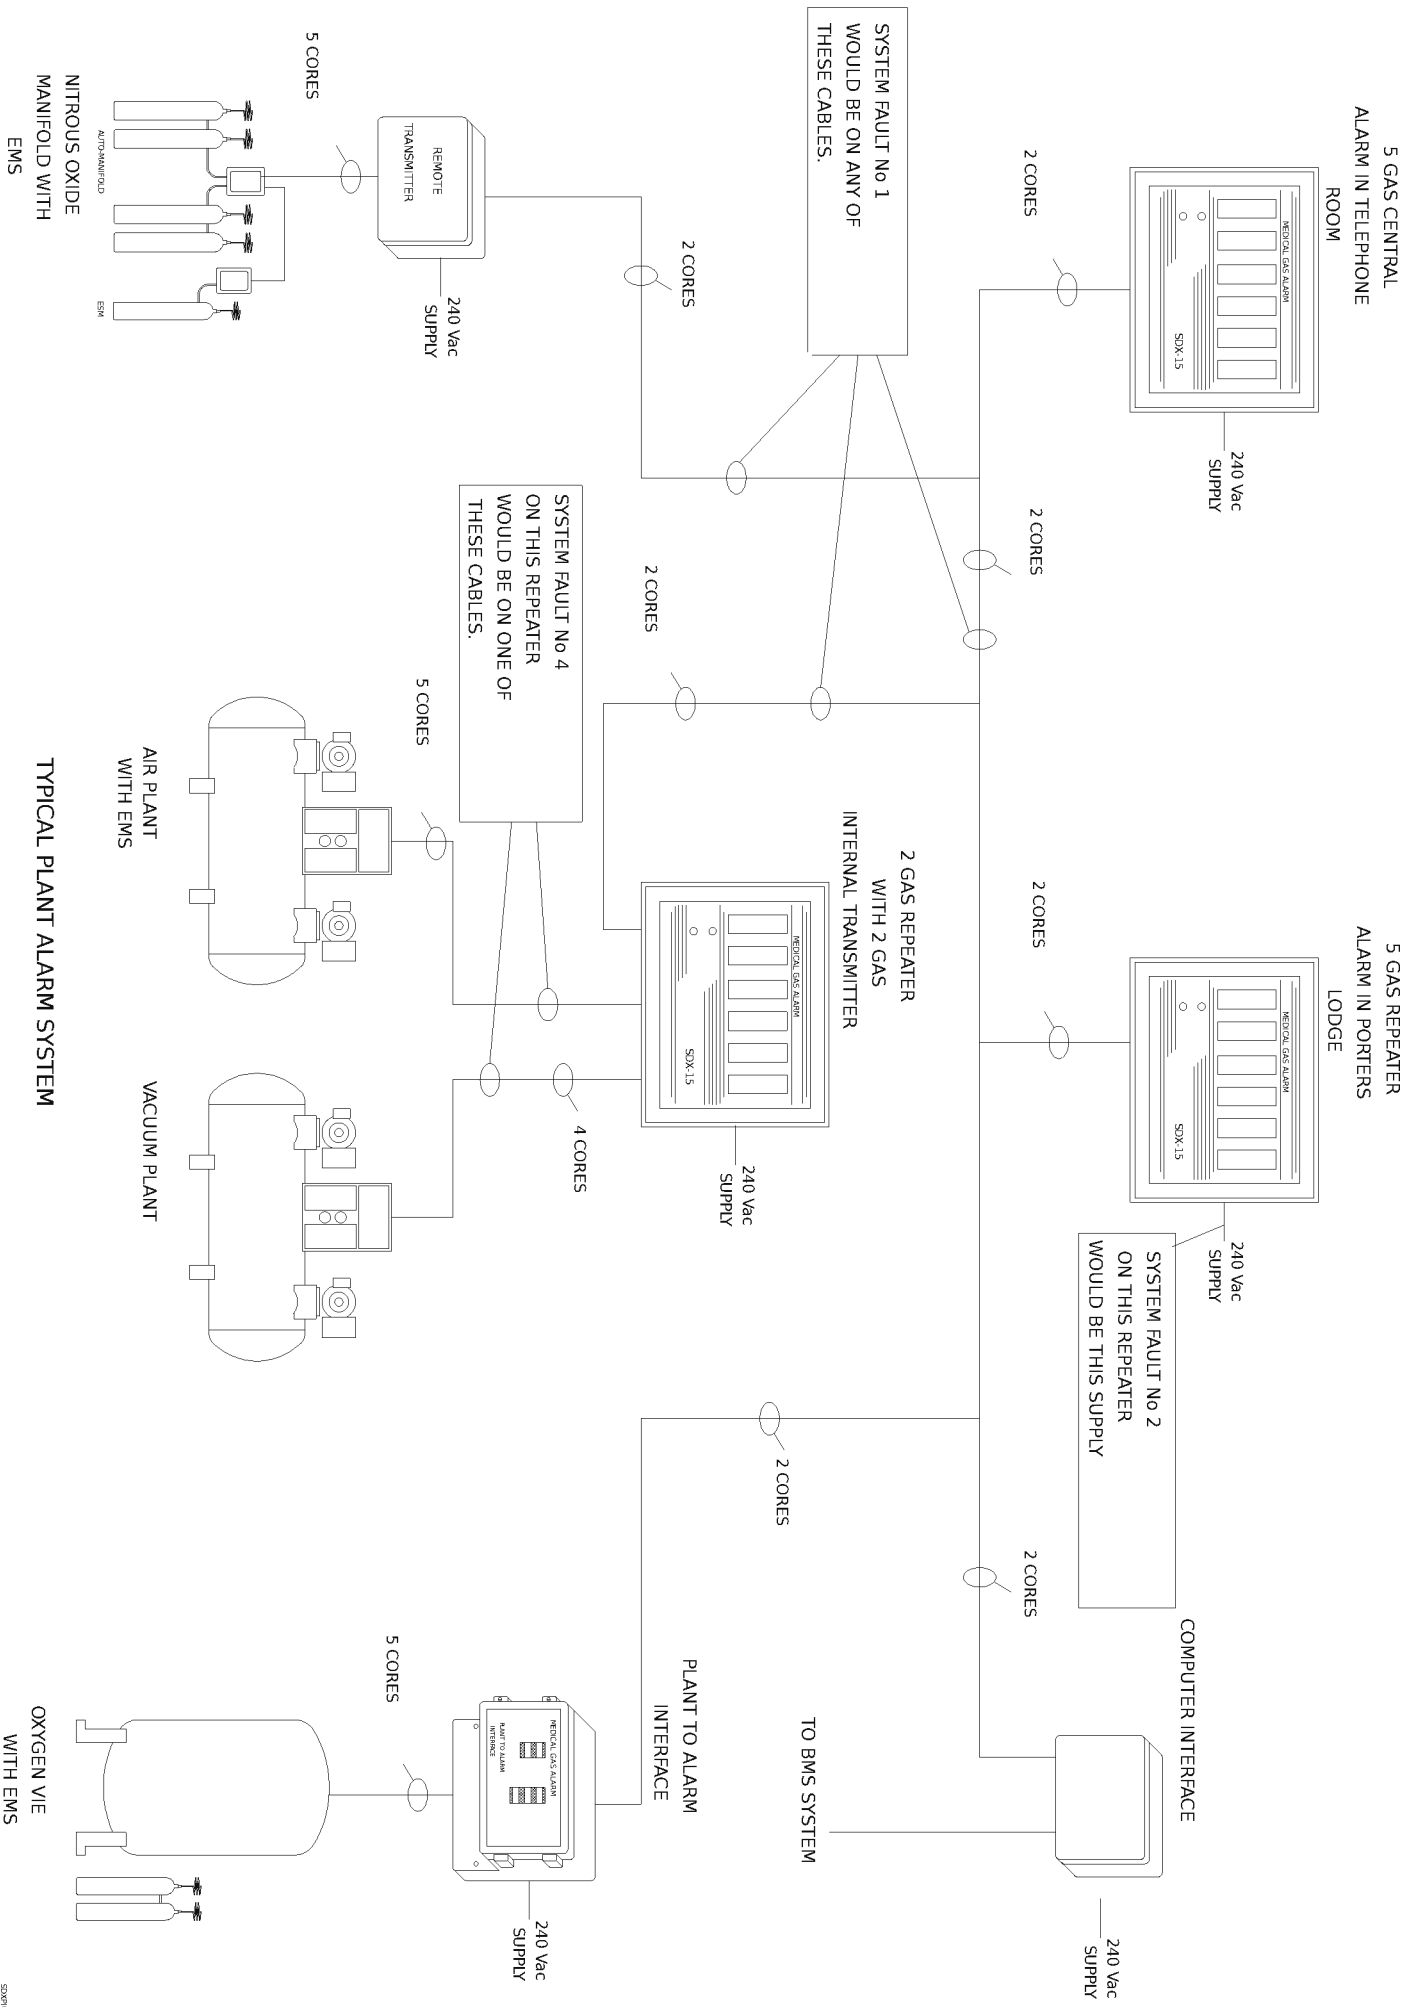 5 GAS CENTRAL
ALARM IN TELEPHONE
ROOM
MEDICAL GAS ALARM
SDX-15
240 Vac
SUPPLY
2 CORES
5 GAS REPEATER
ALARM IN PORTERS
LODGE
MEDICAL GAS ALARM
SDX-15
240 Vac
SUPPLY
2 CORES
SYSTEM FAULT No 2
ON THIS REPEATER
WOULD BE THIS SUPPLY
COMPUTER INTERFACE
240 Vac
SUPPLY
2 CORES
2 CORES
TO BMS SYSTEM
SYSTEM FAULT No 1
WOULD BE ON ANY OF
THESE CABLES.
2 CORES
2 CORES
2 CORES
2 GAS REPEATER
WITH 2 GAS
INTERNAL TRANSMITTER
MEDICAL GAS ALARM
SDX-15
240 Vac
SUPPLY
PLANT TO ALARM
INTERFACE
MEDICAL GAS ALARM
PLANT TO ALARM
INTERFACE
240 Vac
SUPPLY
SYSTEM FAULT No 4
ON THIS REPEATER
WOULD BE ON ONE OF
THESE CABLES.
4 CORES
REMOTE
TRANSMITTER
240 Vac
SUPPLY
5 CORES
5 CORES
5 CORES
AUTO-MANIFOLD
ESM
NITROUS OXIDE
MANIFOLD WITH
EMS
AIR PLANT
WITH EMS
VACUUM PLANT
OXYGEN VIE
WITH EMS
TYPICAL PLANT ALARM SYSTEM